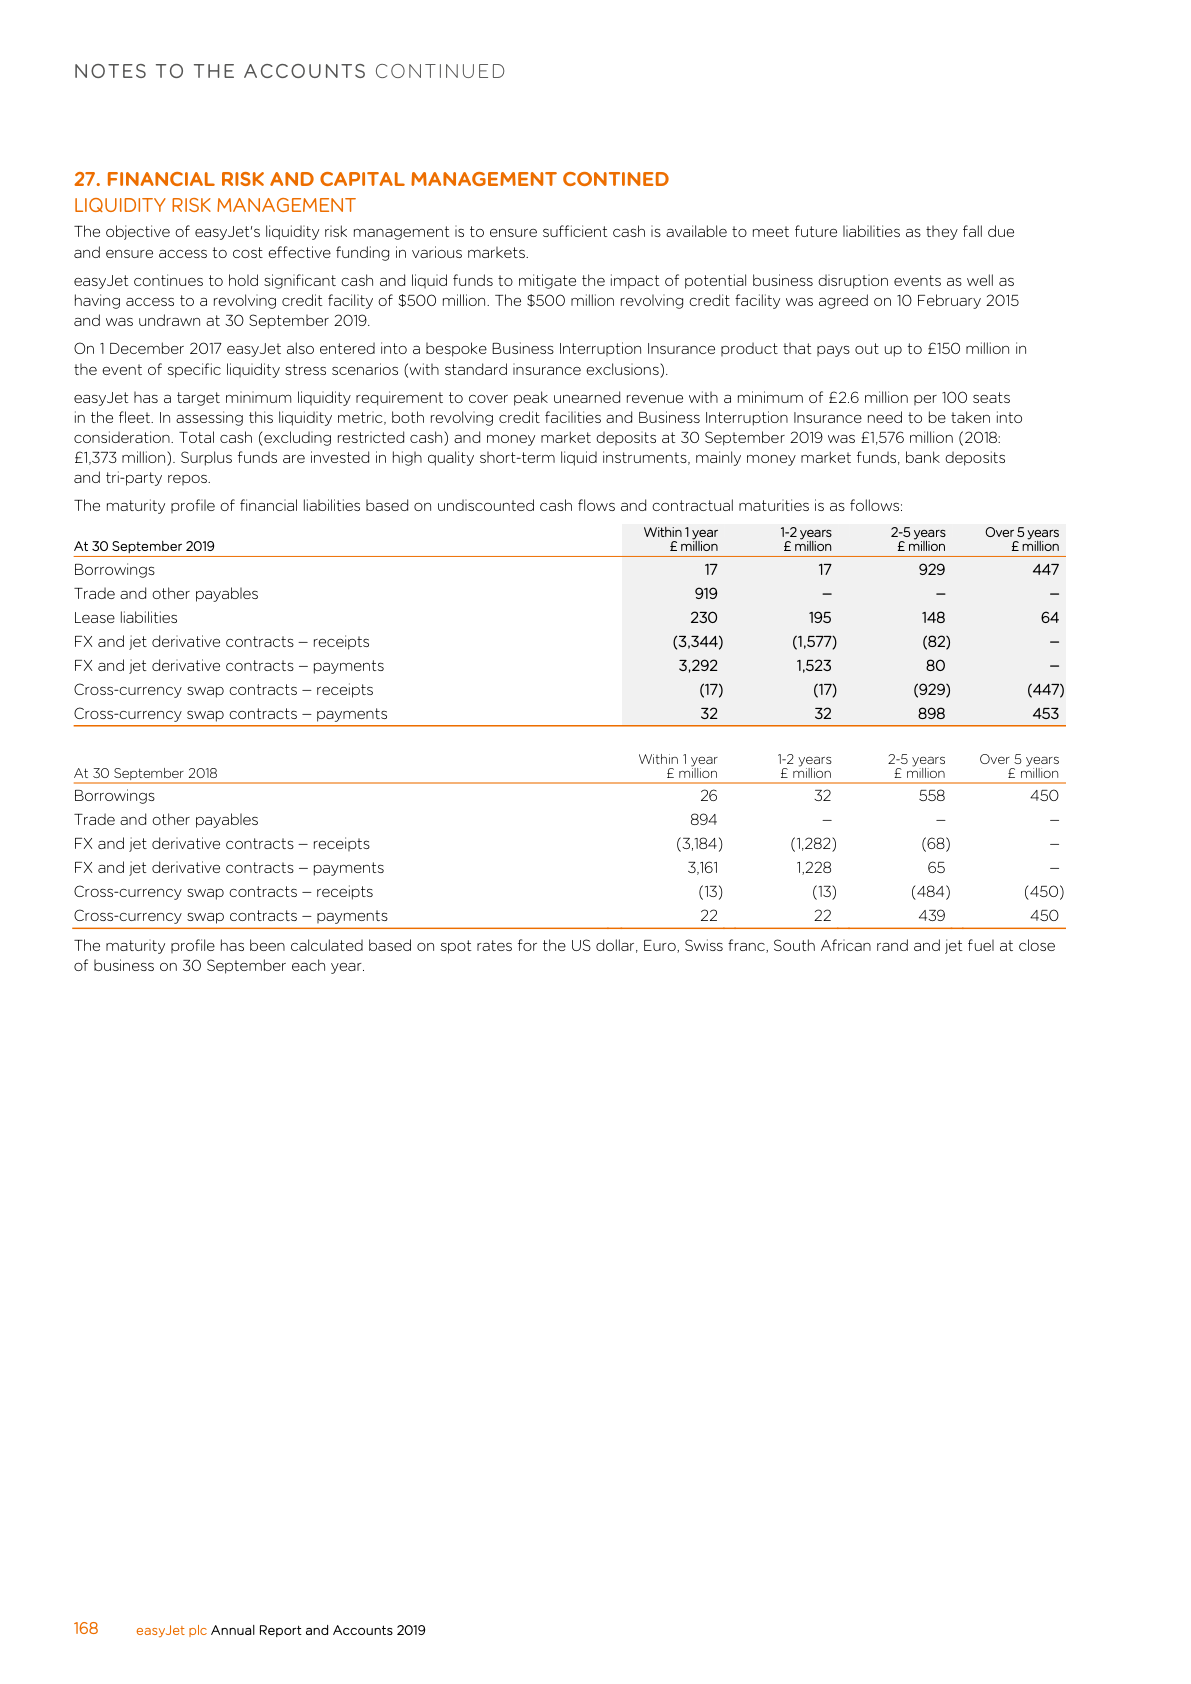 NOTES TO THE ACCOUNTS CONTINUED
27. FINANCIAL RISK AND CAPITAL MANAGEMENT CONTINED
LIQUIDITY RISK MANAGEMENT
The objective of easyJet's liquidity risk management is to ensure sufficient cash is available to meet future liabilities as they fall due
and ensure access to cost effective funding in various markets.
easyJet continues to hold significant cash and liquid funds to mitigate the impact of potential business disruption events as well as
having access to a revolving credit facility of $500 million. The $500 million revolving credit facility was agreed on 10 February 2015
and was undrawn at 30 September 2019.
On 1 December 2017 easyJet also entered into a bespoke Business Interruption Insurance product that pays out up to £150 million in
the event of specific liquidity stress scenarios (with standard insurance exclusions).
easyJet has a target minimum liquidity requirement to cover peak unearned revenue with a minimum of £2.6 million per 100 seats
in the fleet. In assessing this liquidity metric, both revolving credit facilities and Business Interruption Insurance need to be taken into
consideration. Total cash (excluding restricted cash) and money market deposits at 30 September 2019 was £1,576 million (2018:
£1,373 million). Surplus funds are invested in high quality short-term liquid instruments, mainly money market funds, bank deposits
and tri-party repos.
The maturity profile of financial liabilities based on undiscounted cash flows and contractual maturities is as follows:
Within 1 year 1-2 years 2-5 years Over 5 years
At 30 September 2019 £ million £ million £ million £ million
Borrowings 17 17 929 447
Trade and other payables 919 – – –
Lease liabilities 230 195 148 64
FX and jet derivative contracts – receipts (3,344) (1,577) (82) –
FX and jet derivative contracts – payments 3,292 1,523 80 –
Cross-currency swap contracts – receipts (17) (17) (929) (447)
Cross-currency swap contracts – payments 32 32 898 453
Within 1 year 1-2 years 2-5 years Over 5 years
At 30 September 2018 £ million £ million £ million £ million
Borrowings 26 32 558 450
Trade and other payables 894 – – –
FX and jet derivative contracts – receipts (3,184) (1,282) (68) –
FX and jet derivative contracts – payments 3,161 1,228 65 –
Cross-currency swap contracts – receipts (13) (13) (484) (450)
Cross-currency swap contracts – payments 22 22 439 450
The maturity profile has been calculated based on spot rates for the US dollar, Euro, Swiss franc, South African rand and jet fuel at close
of business on 30 September each year.
168 easyJet plc Annual Report and Accounts 2019